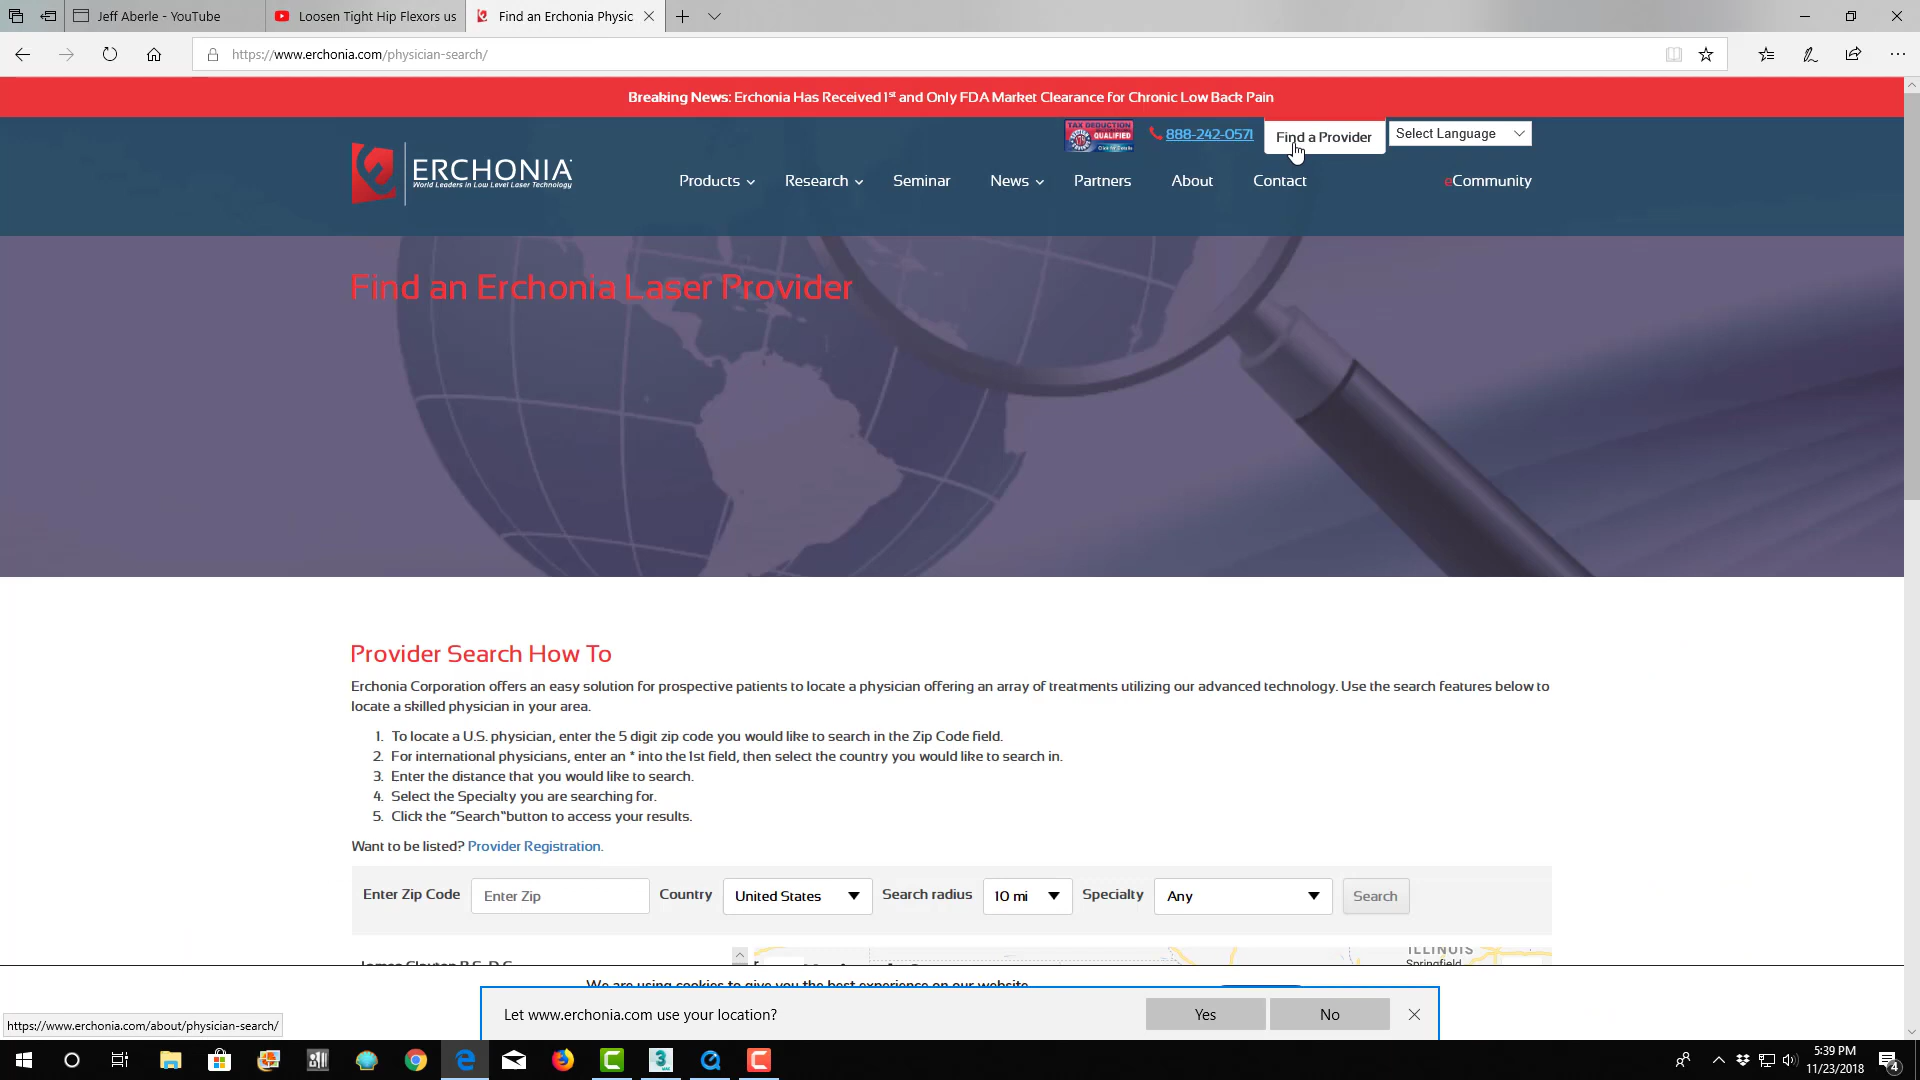 Jeff Aberle - YouTube
Loosen Tight Hip Flexors us
Find an Erchonia Physic
https://www.erchonia.com/physician-search/
Breaking News: Erchonia Has Received 1st and Only FDA Market Clearance for Chronic Low Back Pain
TAX DEDUCTION
QUALIFIED
888-242-0571
Find a Provider
Select Language
ERCHONIA
World Leaders in Low Level Laser Technology
Products
Research
Seminar
News
Partners
About
Contact
eCommunity
Find an Erchonia Laser Provider
Provider Search How To
Erchonia Corporation offers an easy solution for prospective patients to locate a physician offering an array of treatments utilizing our advanced technology. Use the search features below to
locate a skilled physician in your area.
1. To locate a U.S. physician, enter the 5 digit zip code you would like to search in the Zip Code field.
2. For international physicians, enter an * into the 1st field, then select the country you would like to search in.
3. Enter the distance that you would like to search.
4. Select the Specialty you are searching for.
5. Click the "Search"button to access your results.
Want to be listed? Provider Registration.
Enter Zip Code
Enter Zip
Country
United States
Search radius
10 mi
Specialty
Any
Search
ILLINOIS
Springfield
We are using cookies to give you the best experience on our website
Let www.erchonia.com use your location?
Yes
No
https://www.erchonia.com/about/physician-search/
5:39 PM
11/23/2018
4